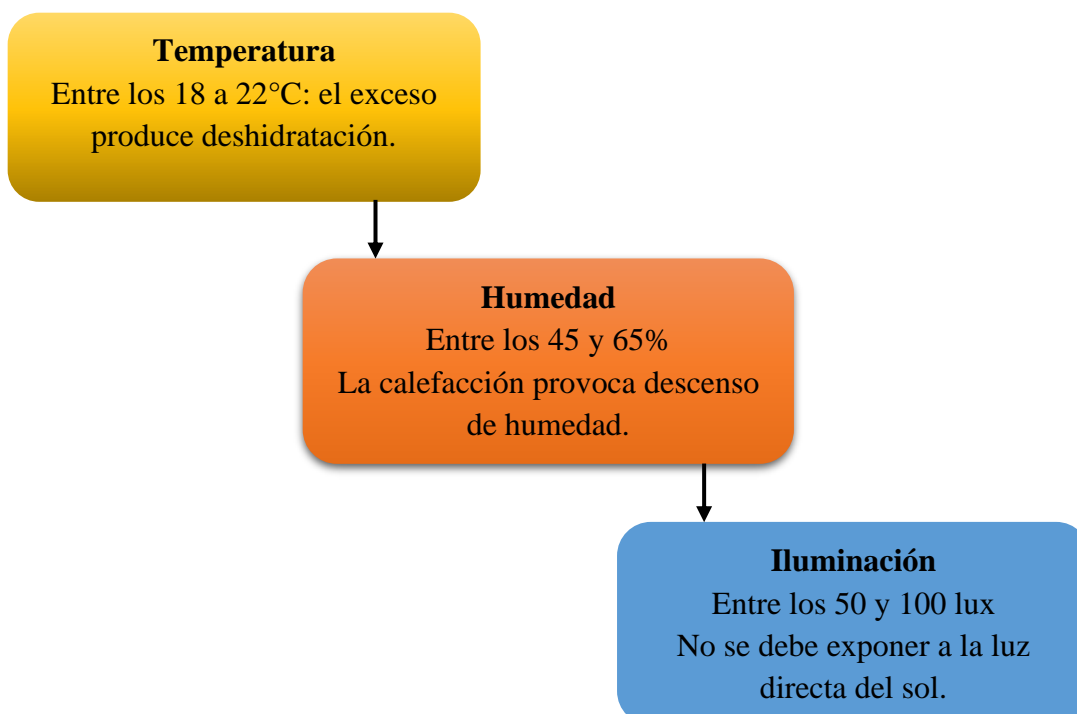 Temperatura
Entre los 18 a 22°C: el exceso
produce deshidratación.
Humedad
Entre los 45 y 65%
La calefacción provoca descenso
de humedad.
Iluminación
Entre los 50 y 100 lux
No se debe exponer a la luz
directa del sol.